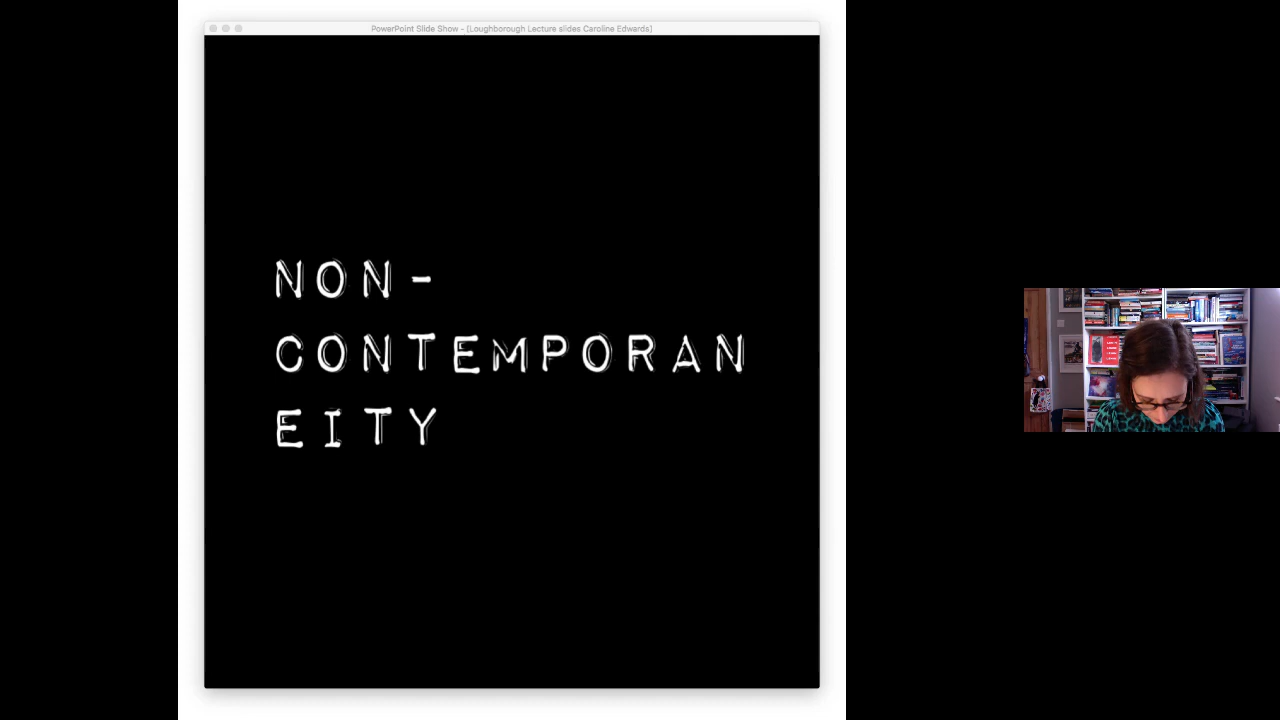 PowerPoint Slide Show - [Loughborough Lecture slides Caroline Edwards]
NON-
CONTEMPORAN
EITY